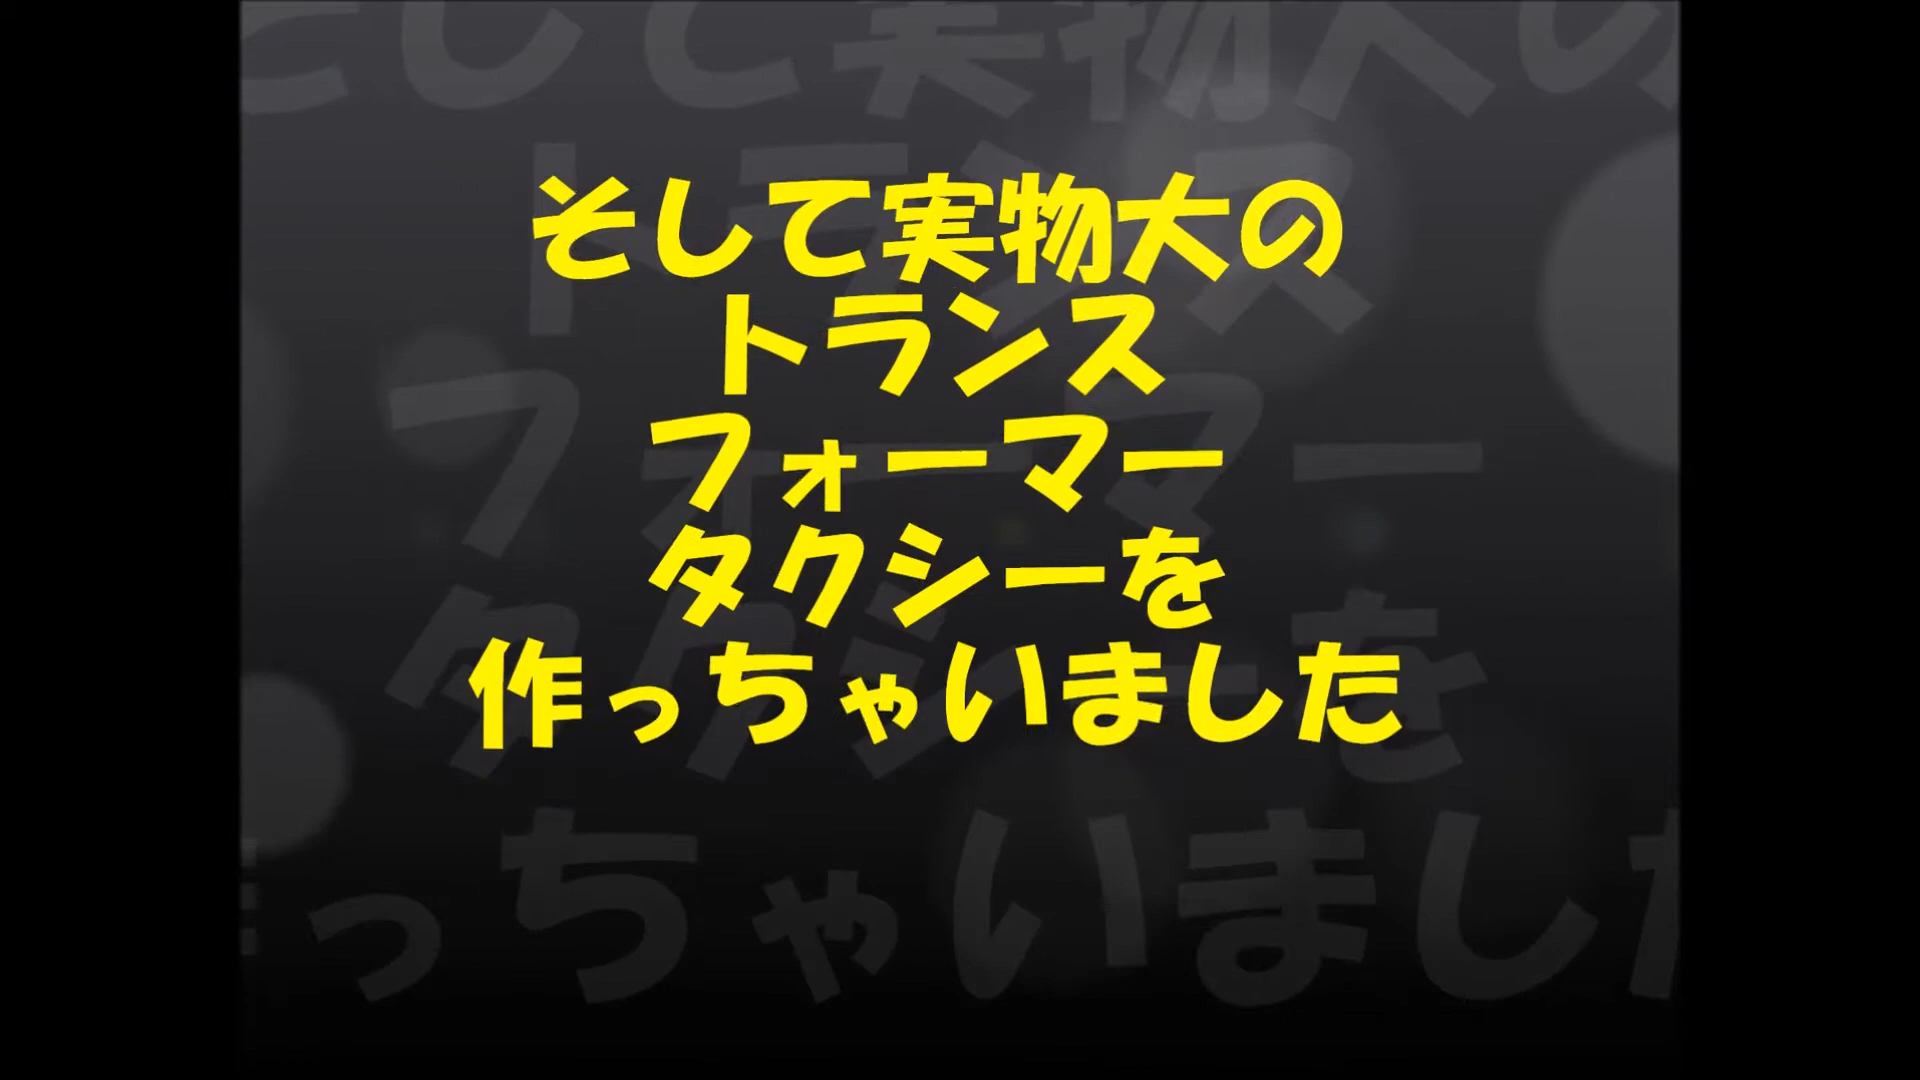 そして実物大の
トランス
フォーマー
タクシーを
作っちゃいました